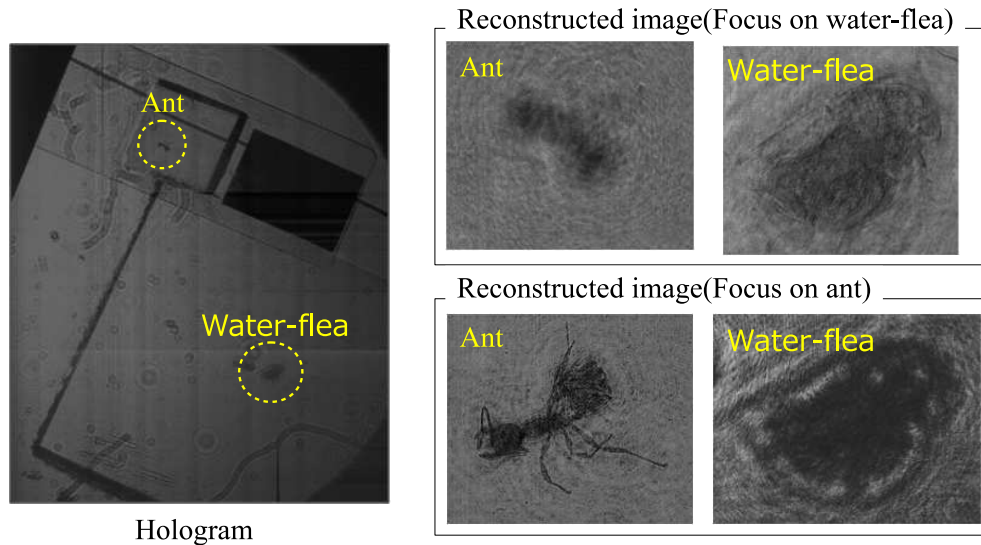 Reconstructed image(Focus on water-flea)
Ant
Water-flea
Ant
Water-flea
Reconstructed image(Focus on ant)
Ant
Water-flea
Hologram